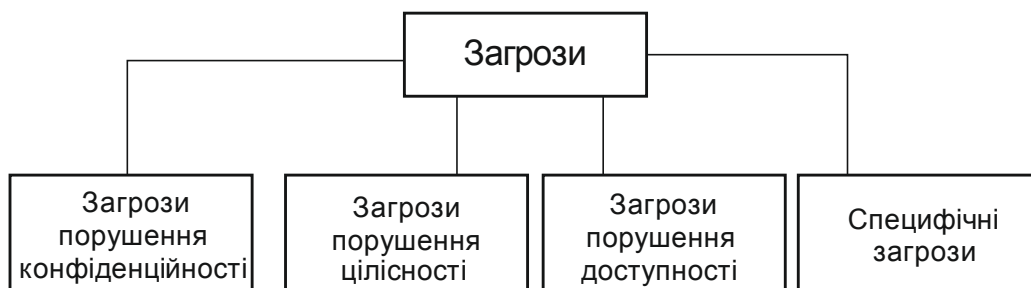 Загрози
Загрози
порушення
конфіденційності
Загрози
порушення
цілісності
Загрози
порушення
доступності
Специфічні
загрози